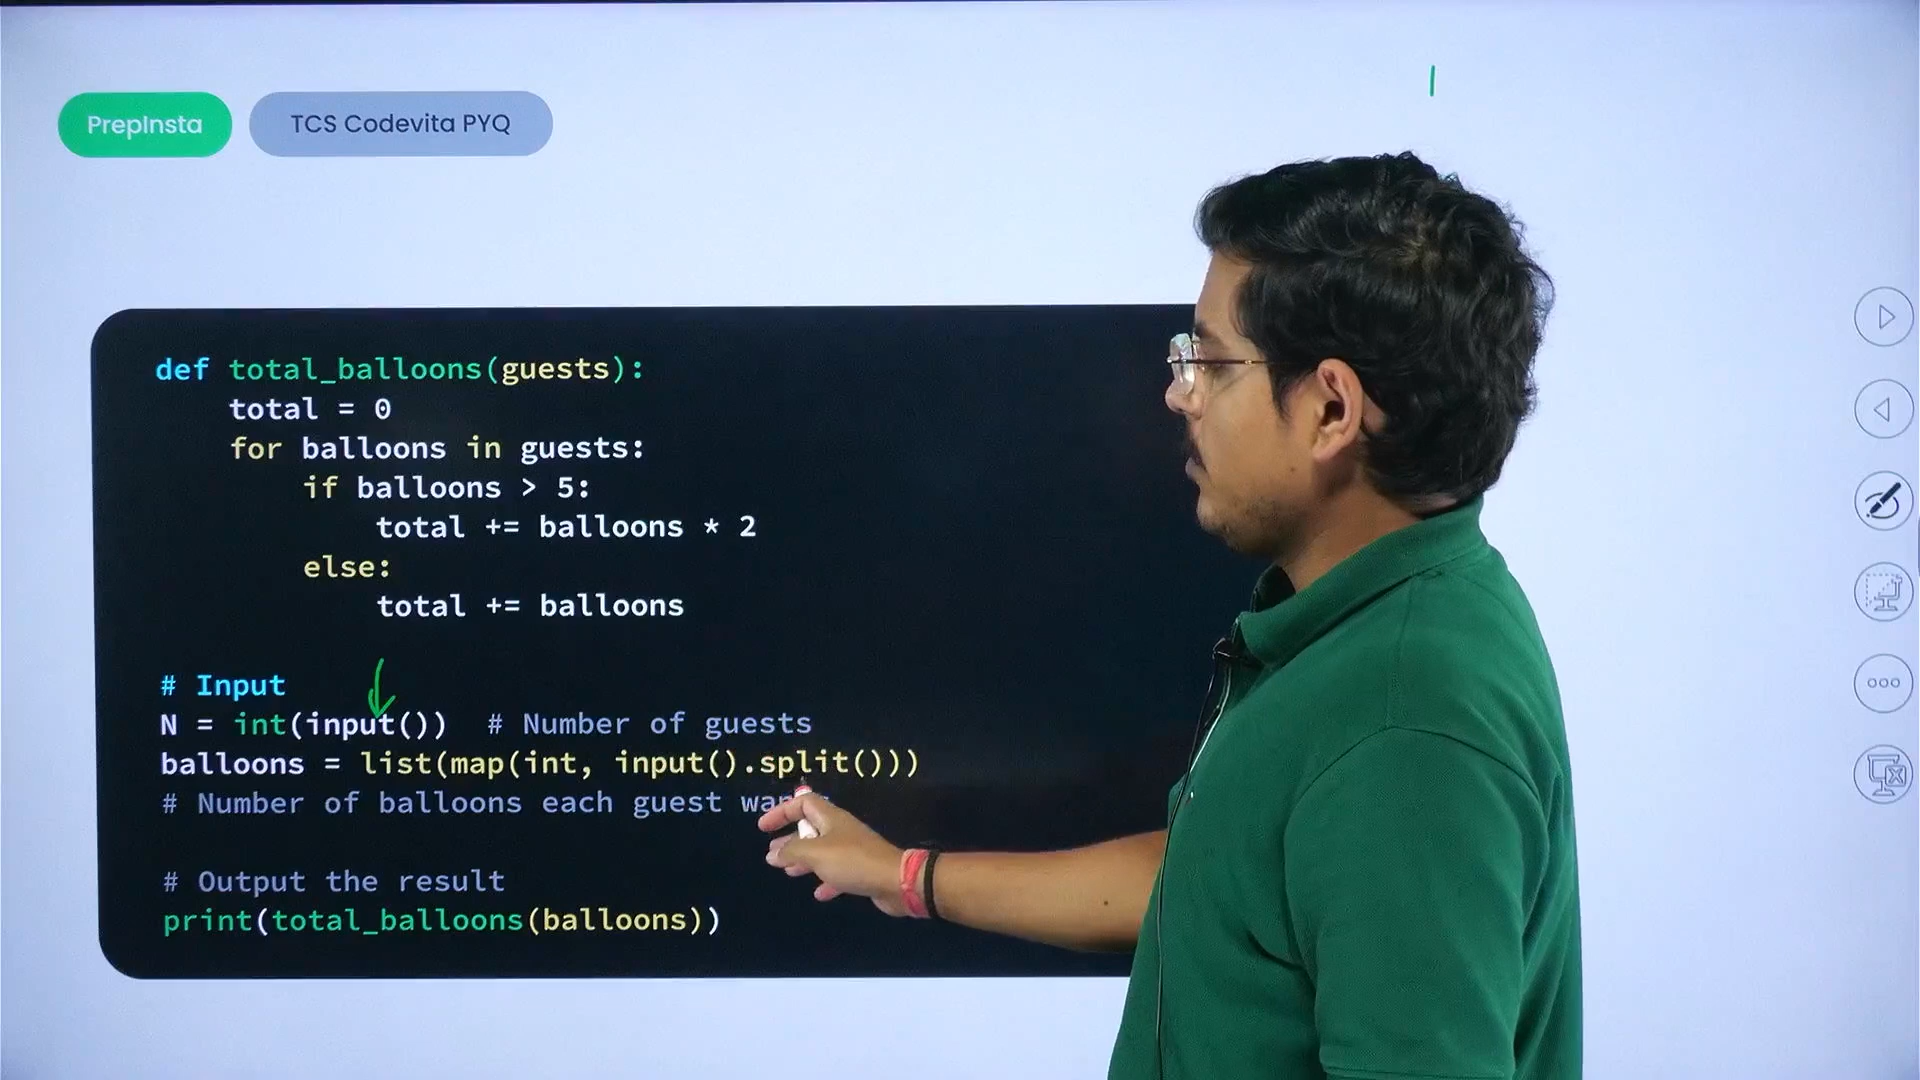 PrepInsta
TCS Codevita PYQ
def total_balloons(guests):
total = 0
for balloons in guests:
if balloons > 5:
total += balloons * 2
else:
total += balloons
# Input
N = int(input()) # Number of guests
balloons = list(map(int, input().split()))
# Number of balloons each guest
# Output the result
print(total_balloons(balloons))